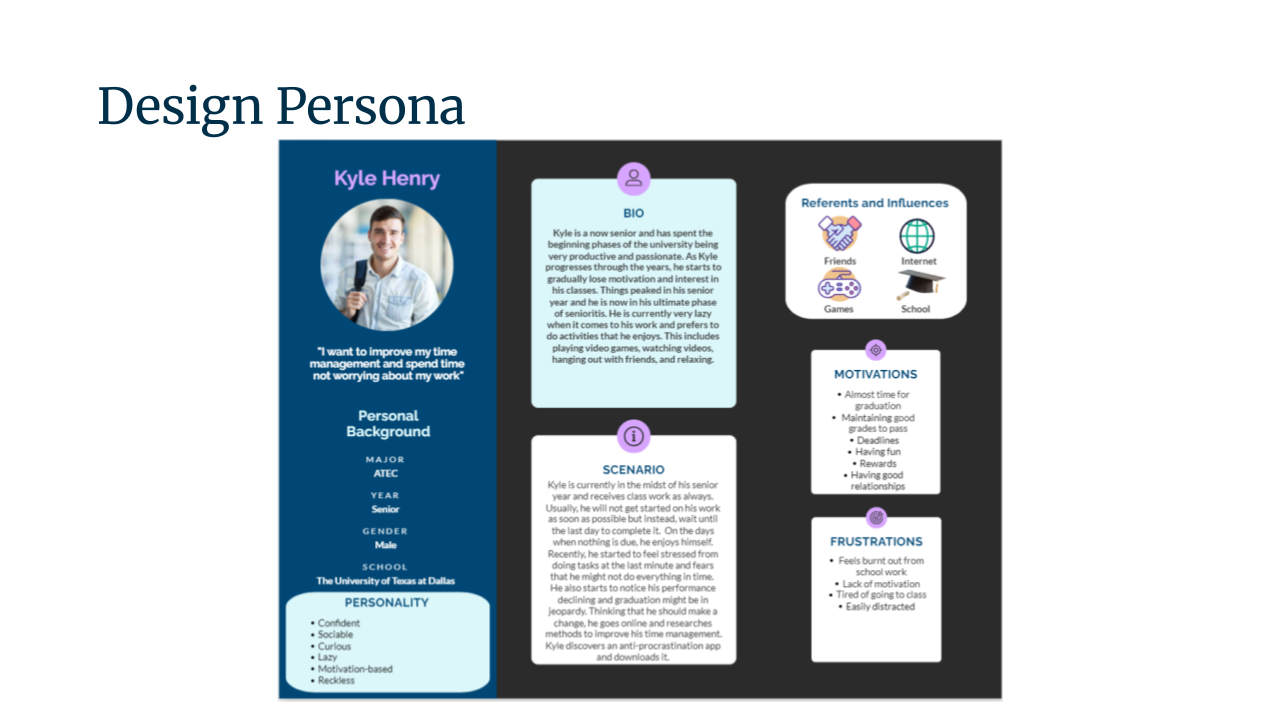 Design Persona
Kyle Henry
"I want to improve my time
management and spend time
not worrying about my work"
Personal
Background
MAJOR
ATEC
YEAR
Senior
GENDER
Male
SCHOOL
The University of Texas at Dallas
PERSONALITY
• Confident
• Sociable
• Curious
• Lazy
• Motivation-based
• Reckless
BIO
Kyle is a now senior and has spent the
beginning phases of the university being
very productive and passionate. As Kyle
progresses through the years, he starts to
gradually lose motivation and interest in
his classes. Things peaked in his senior
year and he is now in his ultimate phase
of senioritis. He is currently very lazy
when it comes to his work and prefers to
do activities that he enjoys. This includes
playing video games, watching videos,
hanging out with friends, and relaxing.
SCENARIO
Kyle is currently in the midst of his senior
year and receives class work as always.
Usually, he will not get started on his work
as soon as possible but instead, wait until
the last day to complete it. On the days
when nothing is due, he enjoys himself.
Recently, he started to feel stressed from
doing tasks at the last minute and fears
that he might not do everything in time.
He also starts to notice his performance
declining and graduation might be in
jeopardy. Thinking that he should make a
change, he goes online and researches
methods to improve his time management.
Kyle discovers an anti-procrastination app
and downloads it.
Referents and Influences
Friends
Internet
Games
School
MOTIVATIONS
• Almost time for
graduation
• Maintaining good
grades to pass
• Deadlines
• Having fun
• Rewards
• Having good
relationships
FRUSTRATIONS
• Feels burnt out from
school work
• Lack of motivation
• Tired of going to class
• Easily distracted